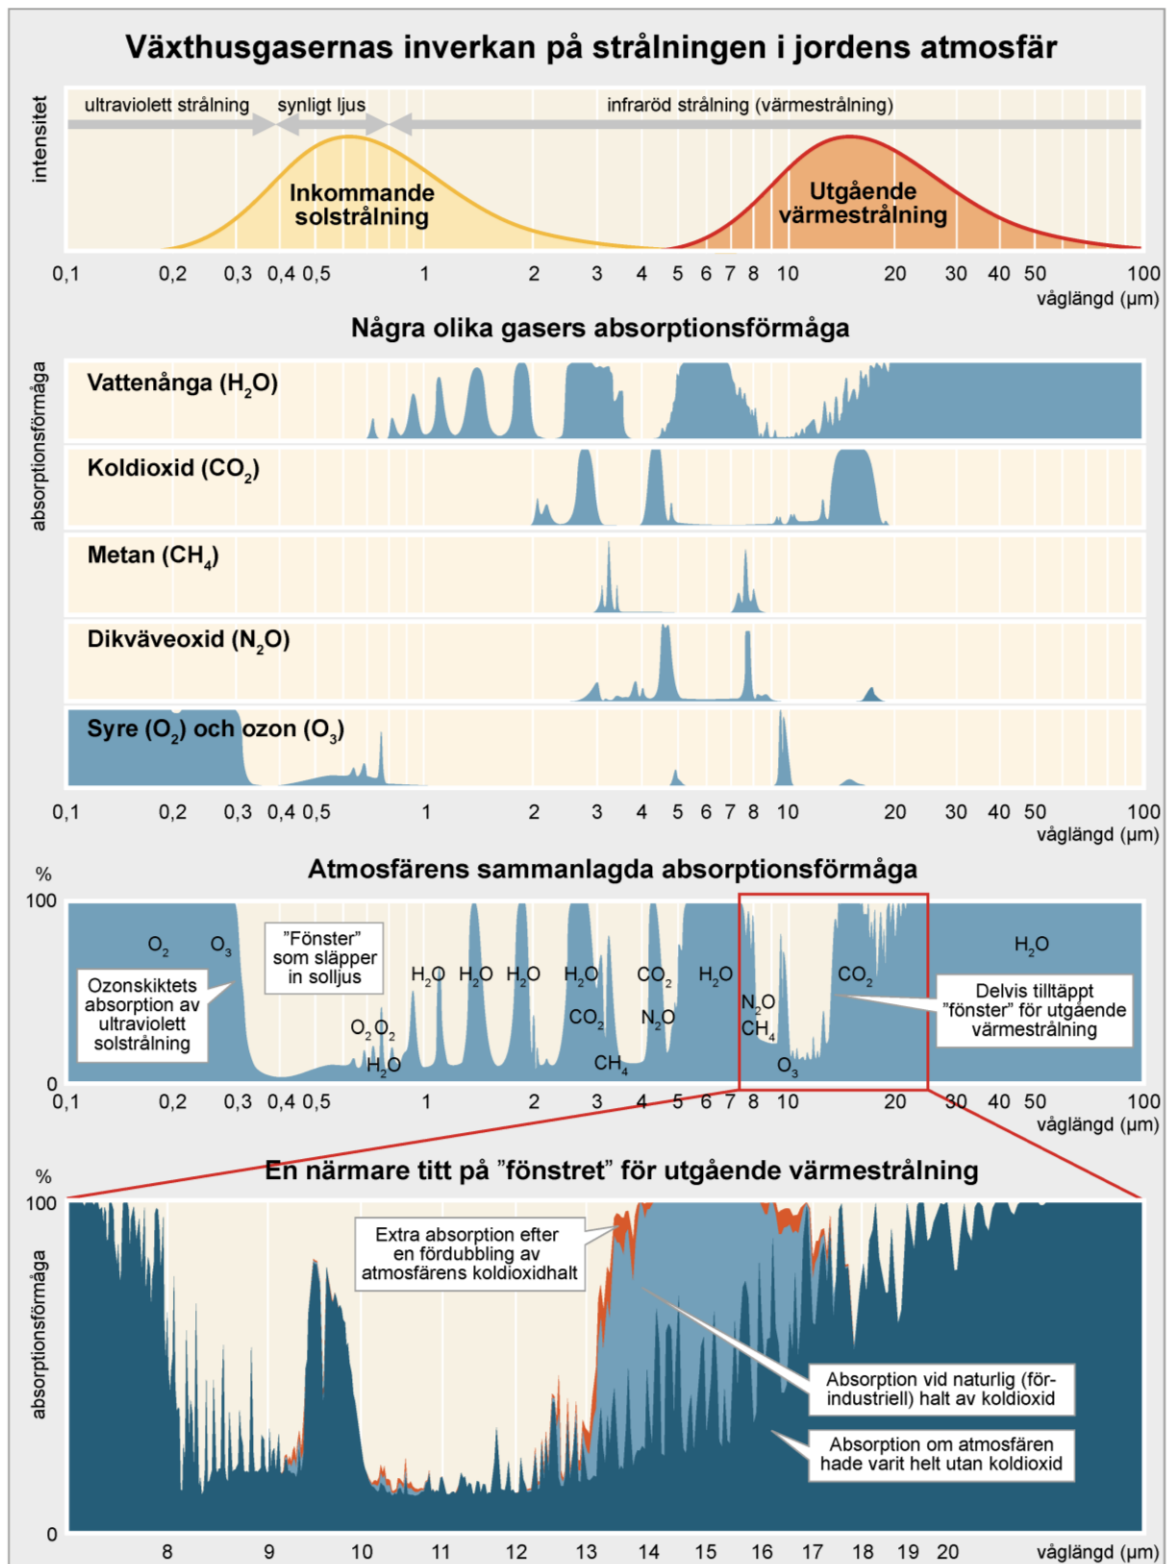 Växthusgasernas inverkan på strålningen i jordens atmosfär
intensitet
ultraviolett strålning synligt ljus infraröd strålning (värmestrålning)
Inkommande
solstrålning
Utgående
värmestrålning
0,1 0,2 0,3 0,4 0,5 1 2 3 4 5 6 7 8 10 20 30 40 50 100
våglängd (µm)
Några olika gasers absorptionsförmåga
absorptionsförmåga
Vattenånga (H₂O)
Koldioxid (CO₂)
Metan (CH₄)
Dikväveoxid (N₂O)
Syre (O₂) och ozon (O₃)
0,1 0,2 0,3 0,4 0,5 1 2 3 4 5 6 7 8 10 20 30 40 50 100
våglängd (µm)
Atmosfärens sammanlagda absorptionsförmåga
%
100
0
O₂ O₃
Ozonskiktets
absorption av
ultraviolett
solstrålning
"Fönster"
som släpper
in solljus
O₂ O₂
H₂O
H₂O H₂O H₂O H₂O CO₂ H₂O
CO₂ N₂O
CH₄
N₂O
CH₄
O₃
CO₂
H₂O
Delvis tilltäppt
"fönster" för utgående
värmestrålning
0,1 0,2 0,3 0,4 0,5 1 2 3 4 5 6 7 8 10 20 30 40 50 100
våglängd (µm)
En närmare titt på "fönstret" för utgående värmestrålning
%
100
absorptionsförmåga
0
Extra absorption efter
en fördubbling av
atmosfärens koldioxidhalt
Absorption vid naturlig (för-
industriell) halt av koldioxid
Absorption om atmosfären
hade varit helt utan koldioxid
8 9 10 11 12 13 14 15 16 17 18 19 20 våglängd (µm)